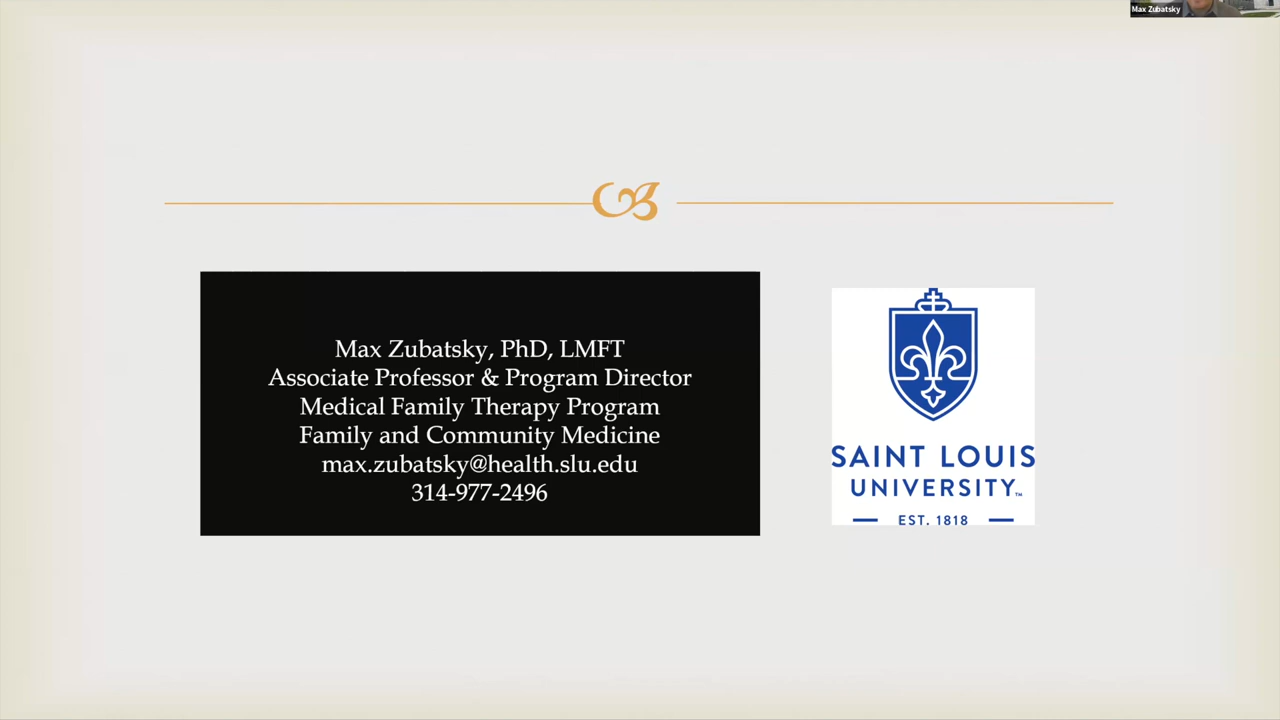 Max Zubatsky
Max Zubatsky, PhD, LMFT
Associate Professor & Program Director
Medical Family Therapy Program
Family and Community Medicine
max.zubatsky@health.slu.edu
314-977-2496
SAINT LOUIS
UNIVERSITY™
EST. 1818